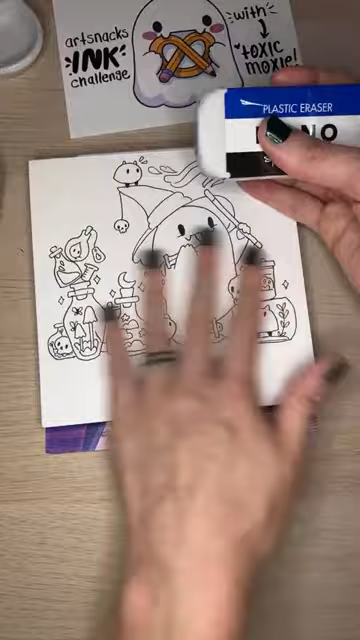 artsnacks
INK
challenge
with
toxic
moxie!
PLASTIC ERASER